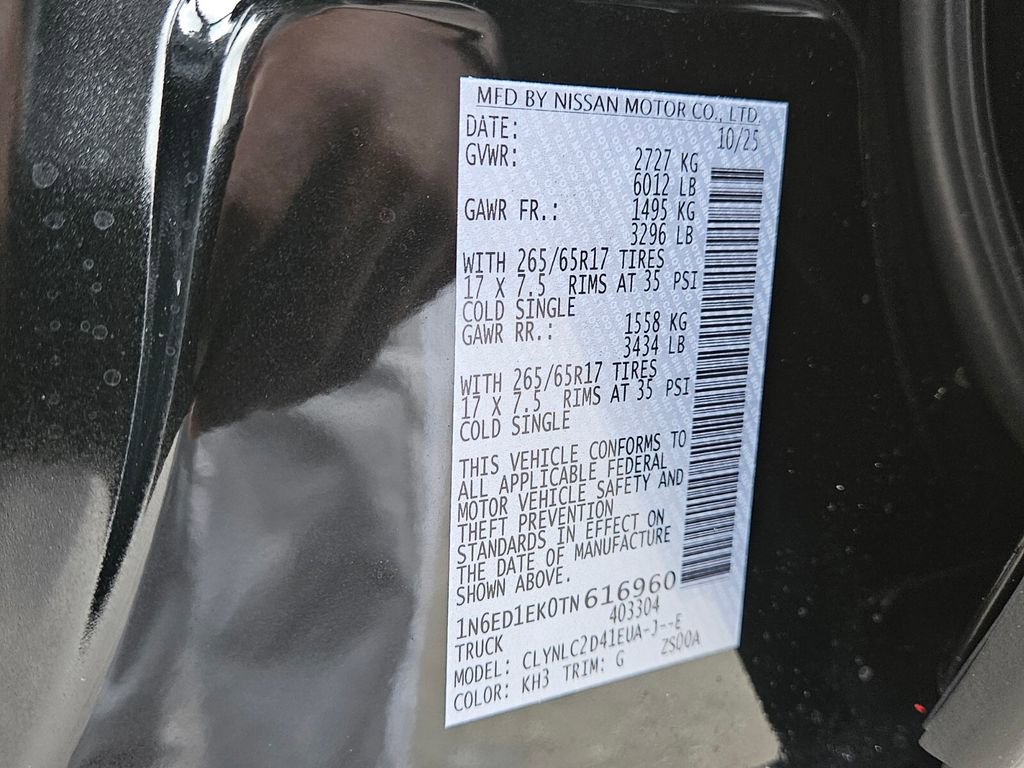 MFD BY NISSAN MOTOR CO., LTD.
DATE: 10/25
GVWR: 2727 KG
6012 LB
GAWR FR.: 1495 KG
3296 LB
WITH 265/65R17 TIRES
17 X 7.5 RIMS AT 35 PSI
COLD SINGLE
GAWR RR.: 1558 KG
3434 LB
WITH 265/65R17 TIRES
17 X 7.5 RIMS AT 35 PSI
COLD SINGLE
THIS VEHICLE CONFORMS TO
ALL APPLICABLE FEDERAL
MOTOR VEHICLE SAFETY AND
THEFT PREVENTION
STANDARDS IN EFFECT ON
THE DATE OF MANUFACTURE
SHOWN ABOVE.
1N6ED1EK0TN616960
TRUCK 403304
MODEL: CLYNLC2D41EUA-J--E
COLOR: KH3 TRIM: G ZS00A